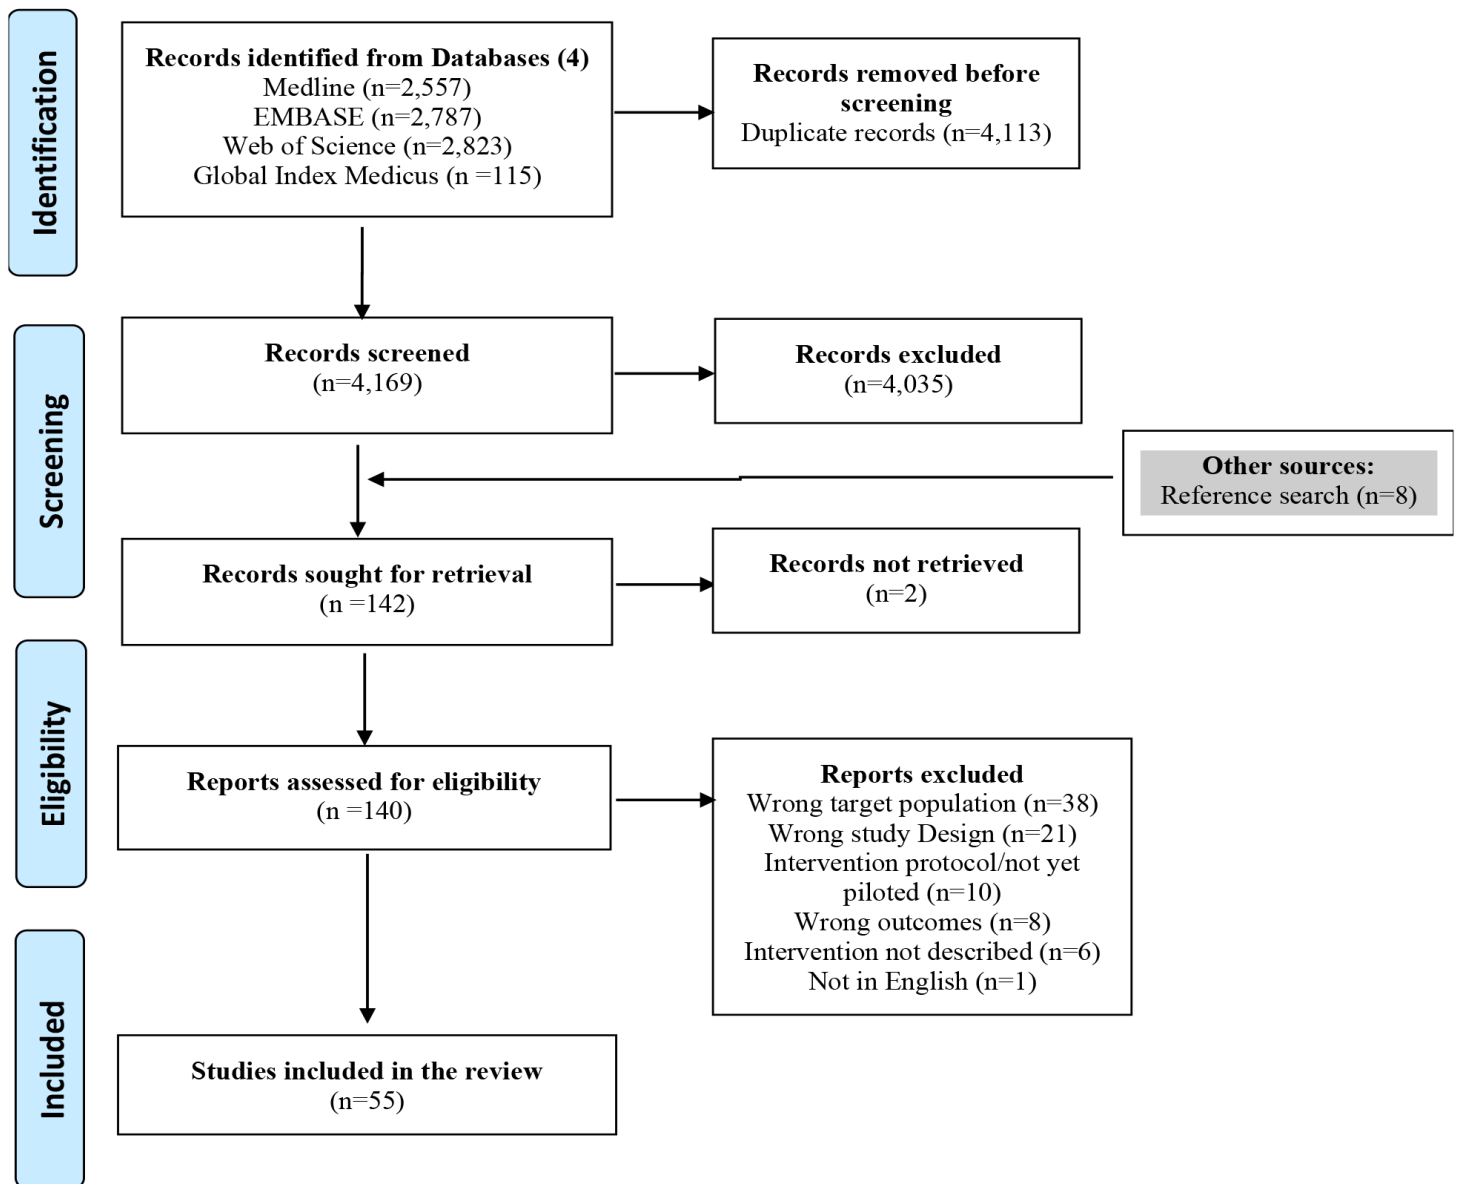 Identification
Records identified from Databases (4)
Medline (n=2,557)
EMBASE (n=2,787)
Web of Science (n=2,823)
Global Index Medicus (n =115)
Records removed before
screening
Duplicate records (n=4,113)
Screening
Records screened
(n=4,169)
Records excluded
(n=4,035)
Other sources:
Reference search (n=8)
Records sought for retrieval
(n =142)
Records not retrieved
(n=2)
Eligibility
Reports assessed for eligibility
(n =140)
Reports excluded
Wrong target population (n=38)
Wrong study Design (n=21)
Intervention protocol/not yet
piloted (n=10)
Wrong outcomes (n=8)
Intervention not described (n=6)
Not in English (n=1)
Included
Studies included in the review
(n=55)